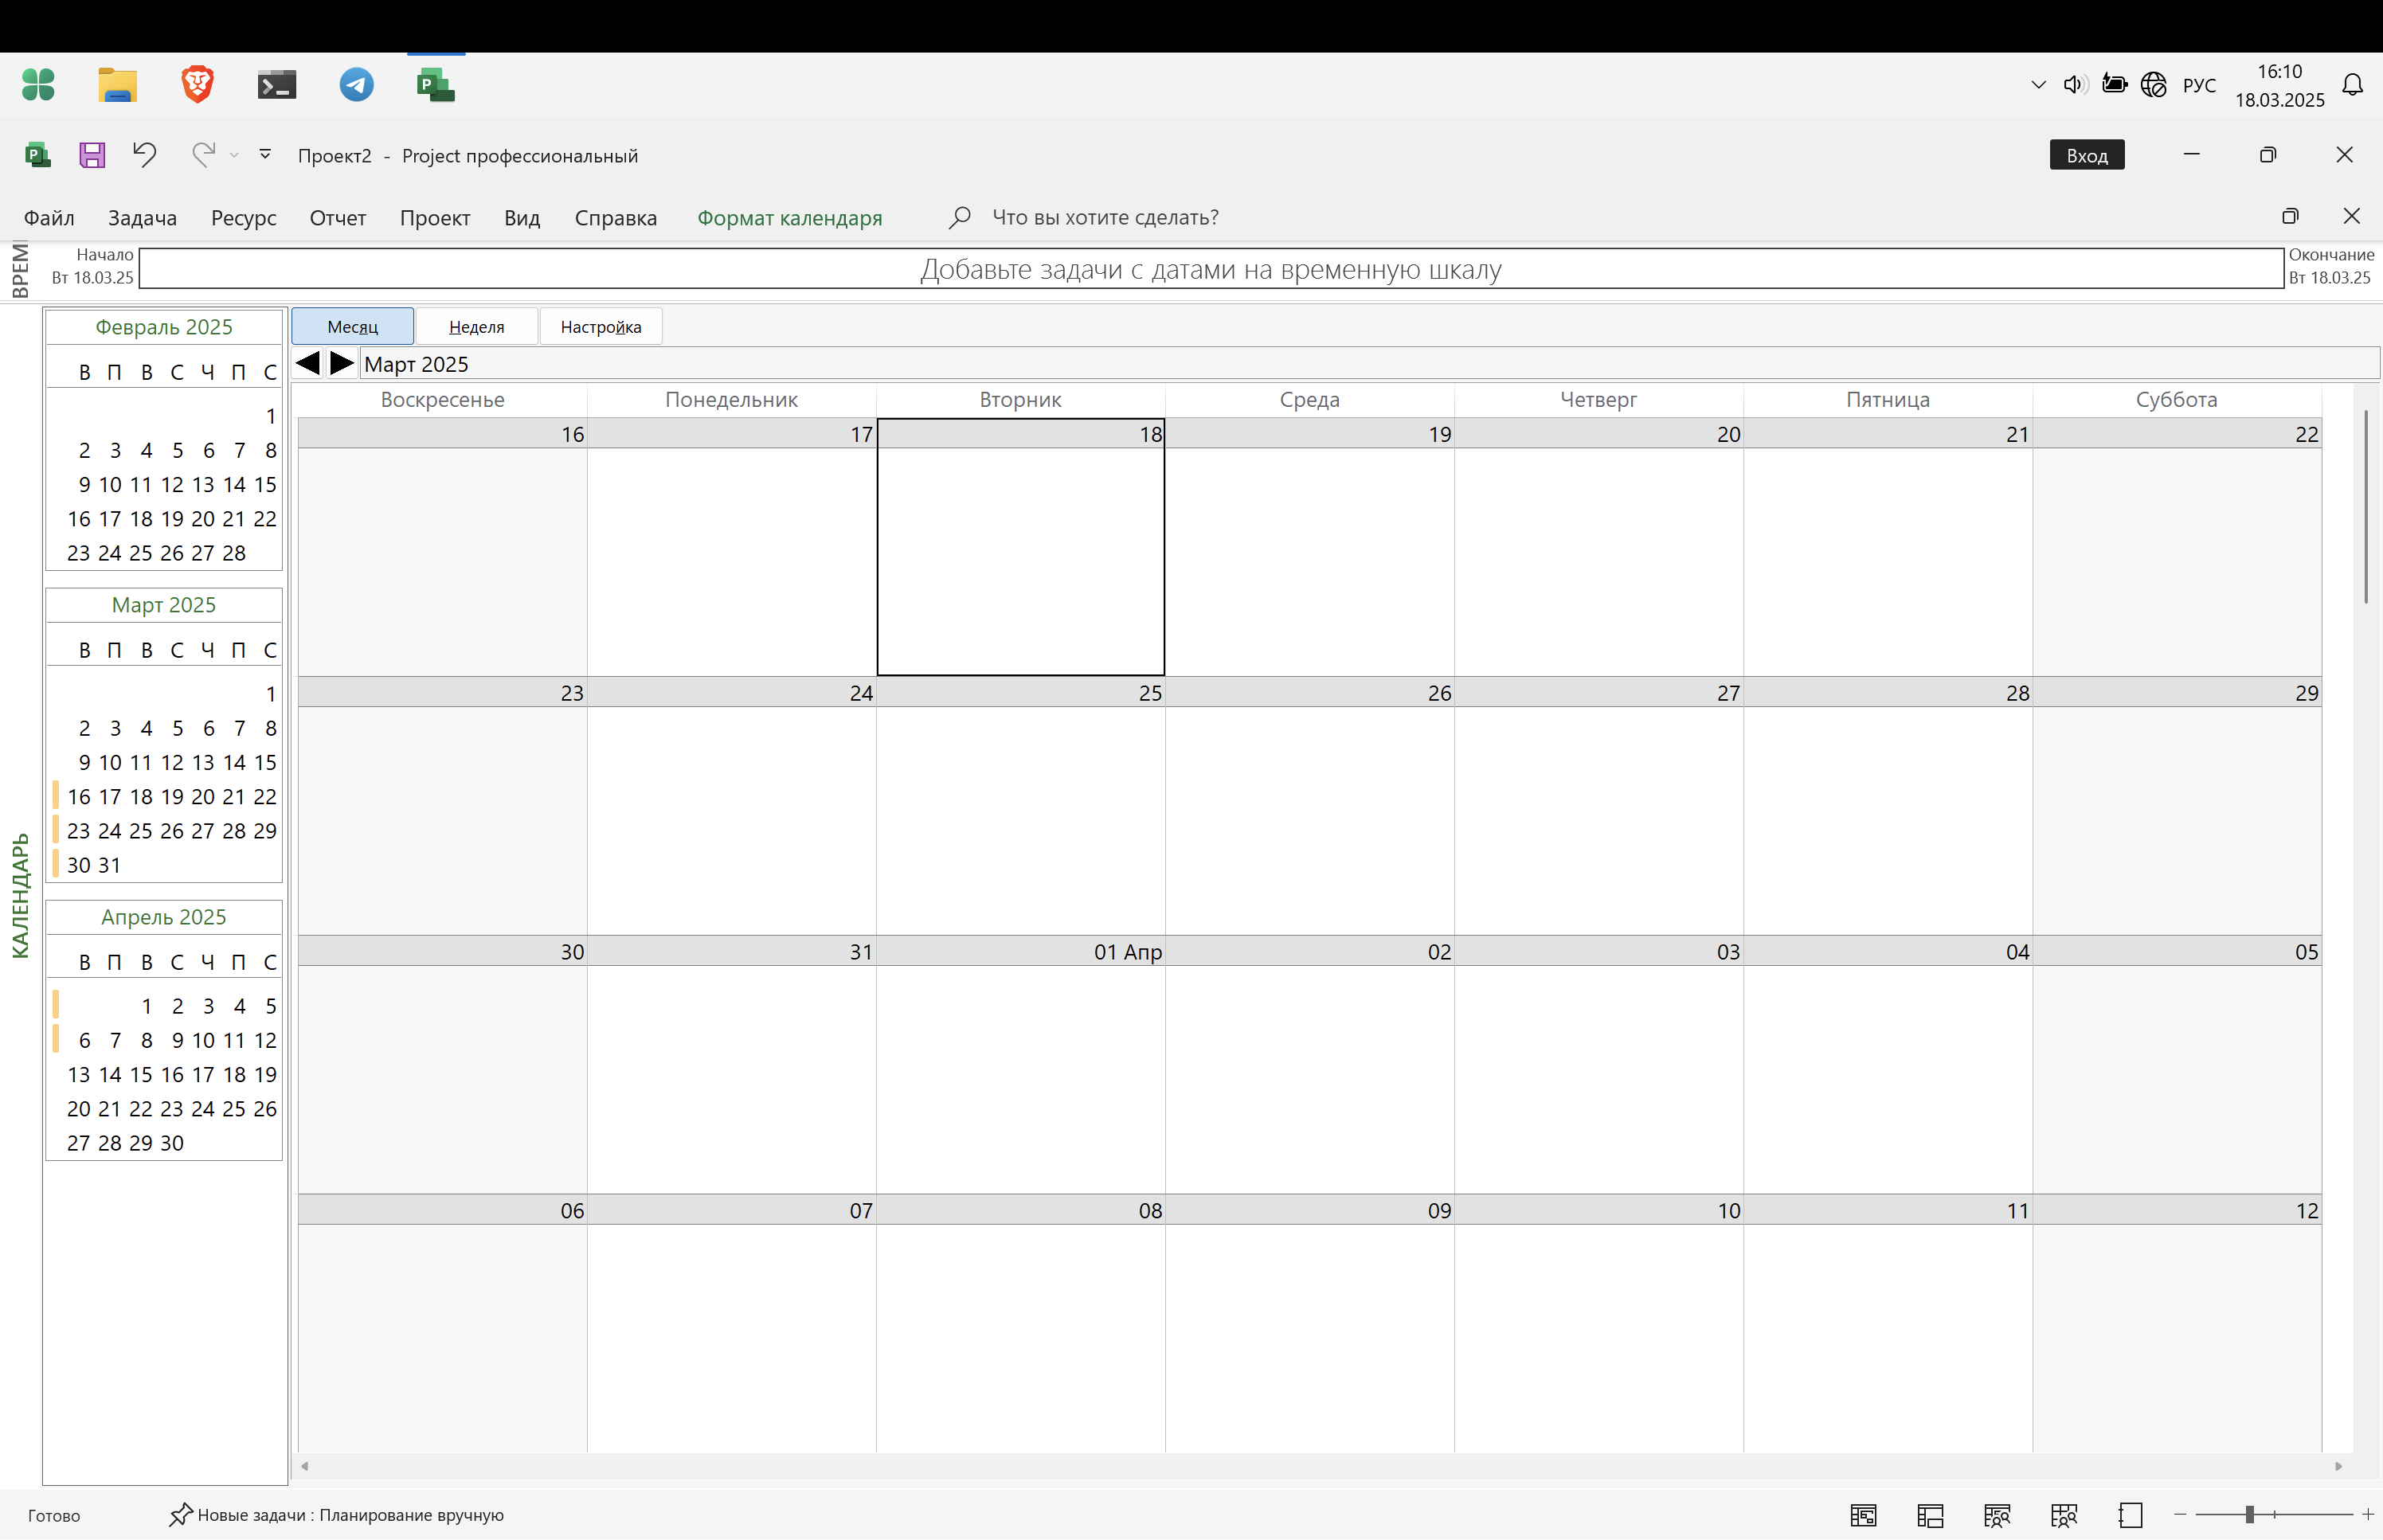 РУС
16:10
18.03.2025
Проект2 - Project профессиональный
Вход
Файл Задача Ресурс Отчет Проект Вид Справка Формат календаря Что вы хотите сделать?
ВРЕМ
Начало
Вт 18.03.25
Добавьте задачи с датами на временную шкалу
Окончание
Вт 18.03.25
КАЛЕНДАРЬ
Февраль 2025
В П В С Ч П С
1
2 3 4 5 6 7 8
9 10 11 12 13 14 15
16 17 18 19 20 21 22
23 24 25 26 27 28
Март 2025
В П В С Ч П С
1
2 3 4 5 6 7 8
9 10 11 12 13 14 15
16 17 18 19 20 21 22
23 24 25 26 27 28 29
30 31
Апрель 2025
В П В С Ч П С
1 2 3 4 5
6 7 8 9 10 11 12
13 14 15 16 17 18 19
20 21 22 23 24 25 26
27 28 29 30
Месяц Неделя Настройка
Март 2025
Воскресенье Понедельник Вторник Среда Четверг Пятница Суббота
16 17 18 19 20 21 22
23 24 25 26 27 28 29
30 31 01 Апр 02 03 04 05
06 07 08 09 10 11 12
Готово
Новые задачи : Планирование вручную